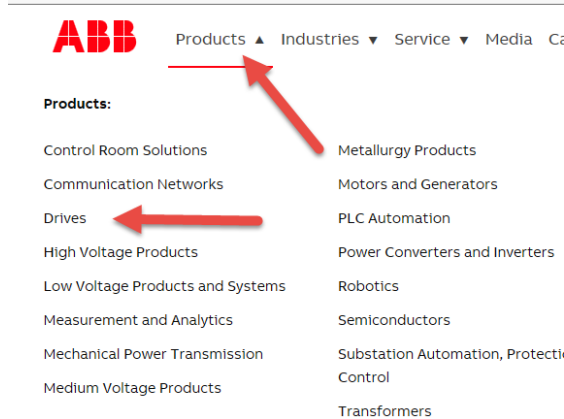 ABB Products ▲ Industries ▼ Service ▼ Media
Products:
Control Room Solutions
Communication Networks
Drives
High Voltage Products
Low Voltage Products and Systems
Measurement and Analytics
Mechanical Power Transmission
Medium Voltage Products
Metallurgy Products
Motors and Generators
PLC Automation
Power Converters and Inverters
Robotics
Semiconductors
Substation Automation,
Control
Transformers